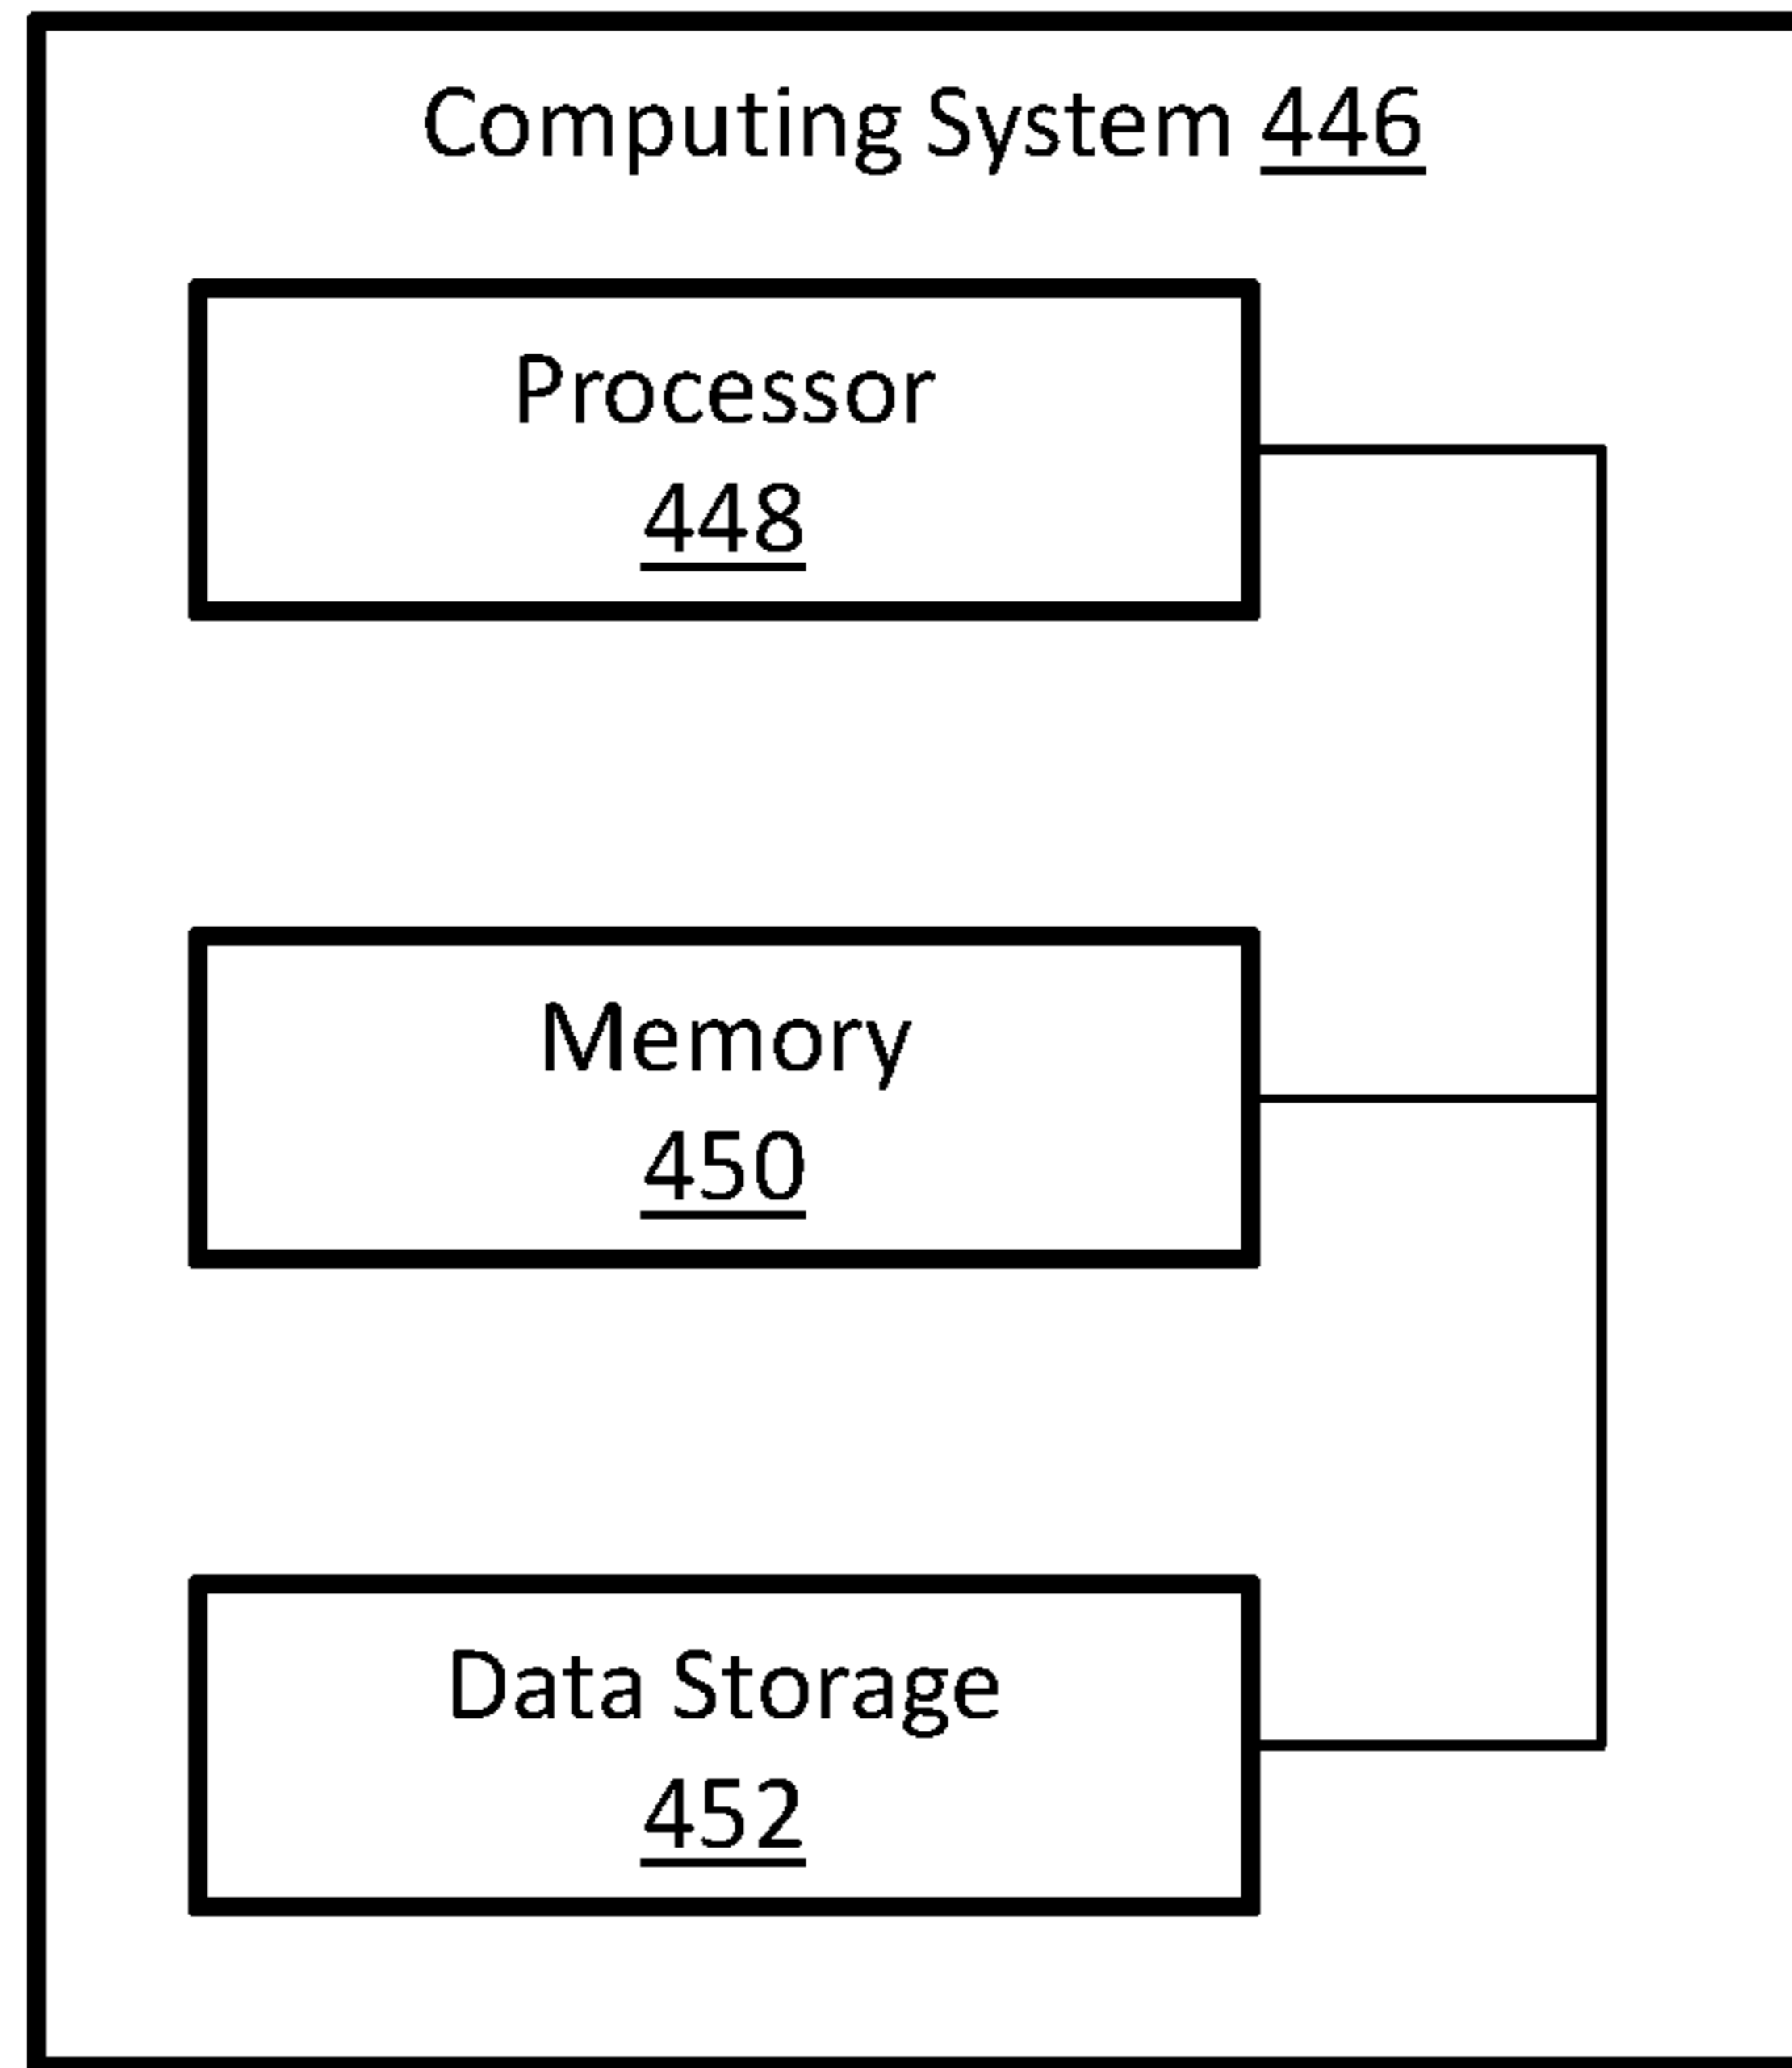 Computing System 446
Processor
448
Memory
450
Data Storage
452